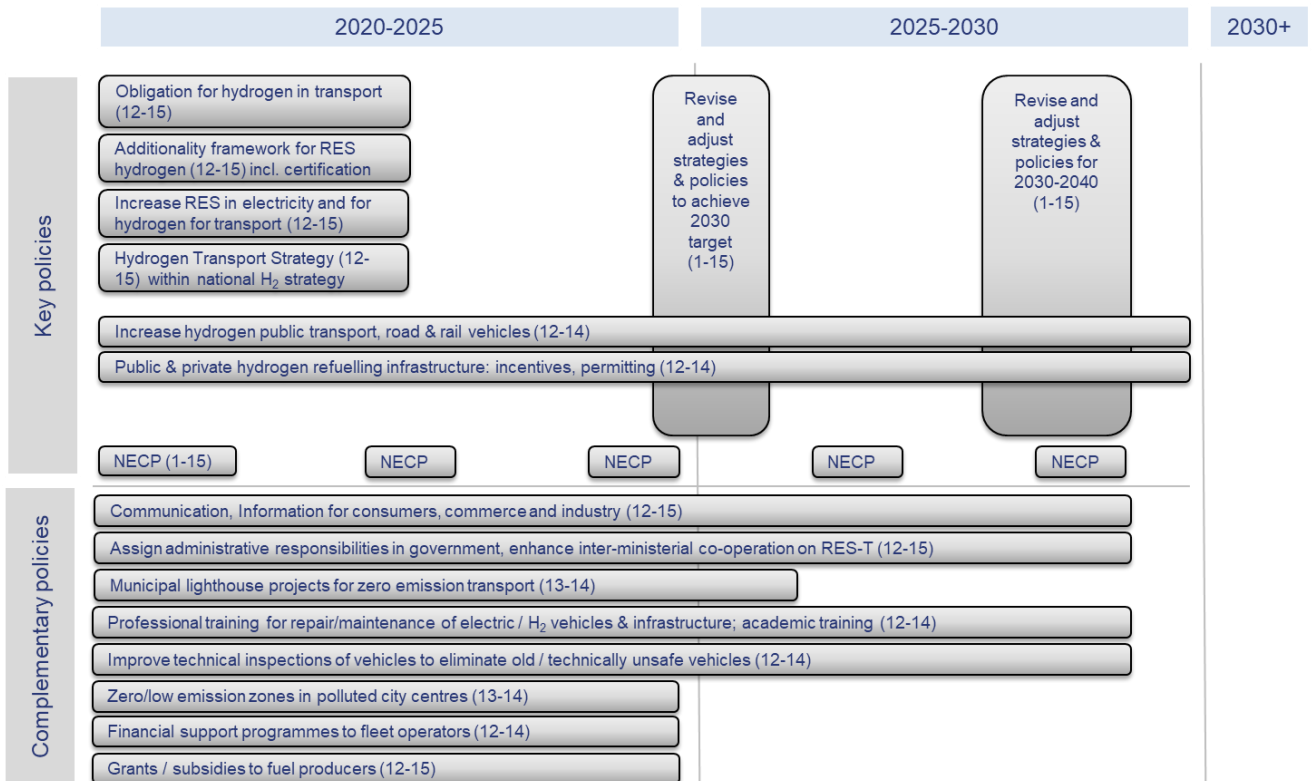 2020-2025
2025-2030
2030+
Key policies
Obligation for hydrogen in transport
(12-15)
Additionality framework for RES
hydrogen (12-15) incl. certification
Increase RES in electricity and for
hydrogen for transport (12-15)
Hydrogen Transport Strategy (12-
15) within national H₂ strategy
Revise
and
adjust
strategies
& policies
to achieve
2030
target
(1-15)
Revise and
adjust
strategies &
policies for
2030-2040
(1-15)
Increase hydrogen public transport, road & rail vehicles (12-14)
Public & private hydrogen refuelling infrastructure: incentives, permitting (12-14)
NECP (1-15)
NECP
NECP
NECP
NECP
Complementary policies
Communication, Information for consumers, commerce and industry (12-15)
Assign administrative responsibilities in government, enhance inter-ministerial co-operation on RES-T (12-15)
Municipal lighthouse projects for zero emission transport (13-14)
Professional training for repair/maintenance of electric / H₂ vehicles & infrastructure; academic training (12-14)
Improve technical inspections of vehicles to eliminate old / technically unsafe vehicles (12-14)
Zero/low emission zones in polluted city centres (13-14)
Financial support programmes to fleet operators (12-14)
Grants / subsidies to fuel producers (12-15)